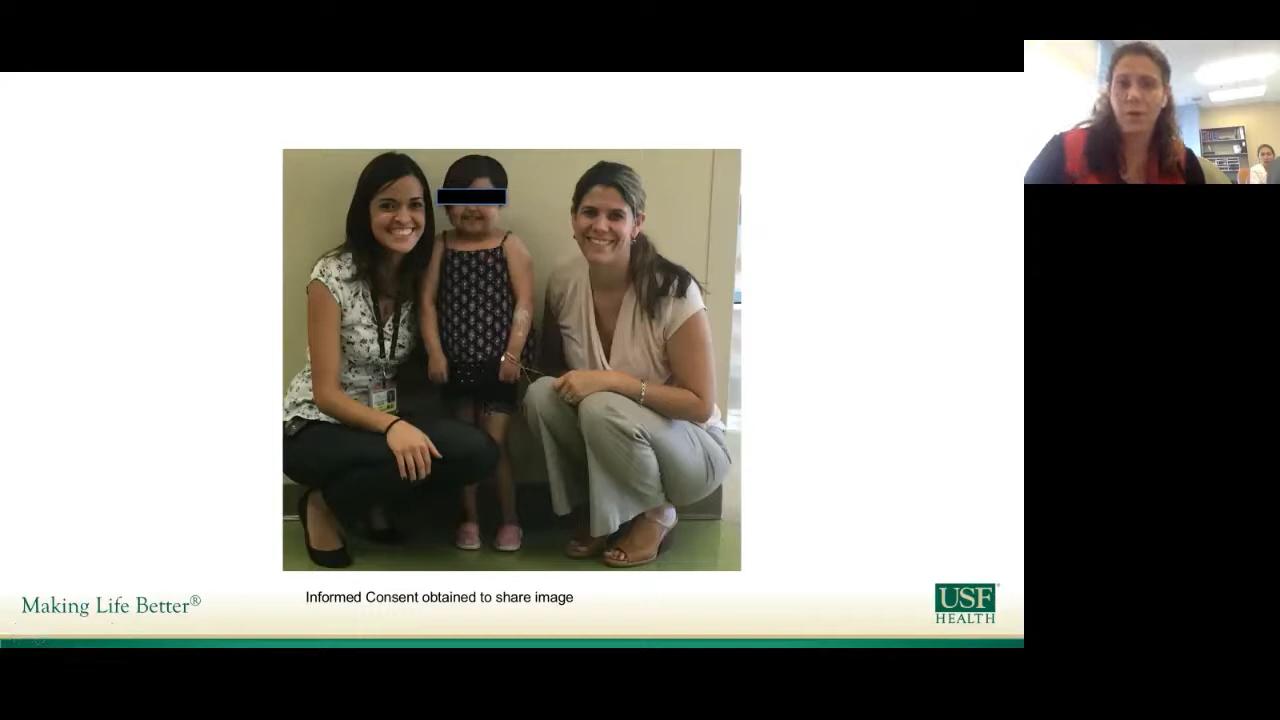 Informed Consent obtained to share image
Making Life Better®
USF
HEALTH